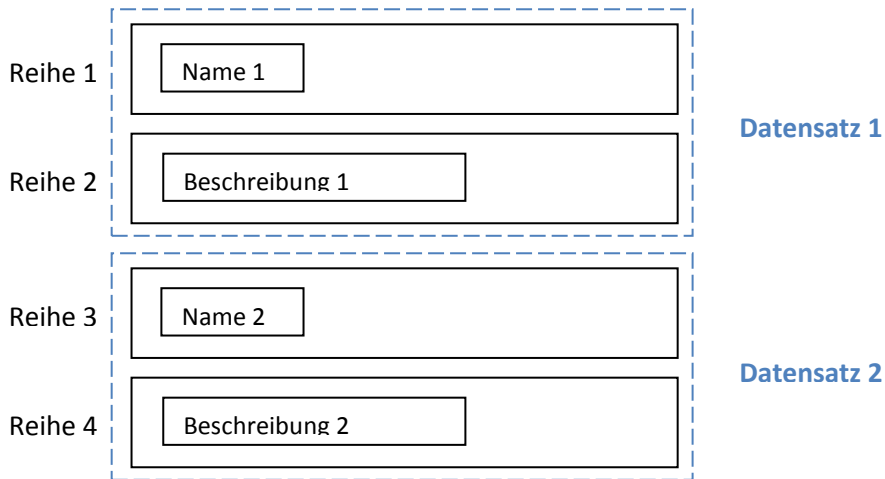 Reihe 1
Name 1
Datensatz 1
Reihe 2
Beschreibung 1
Reihe 3
Name 2
Datensatz 2
Reihe 4
Beschreibung 2